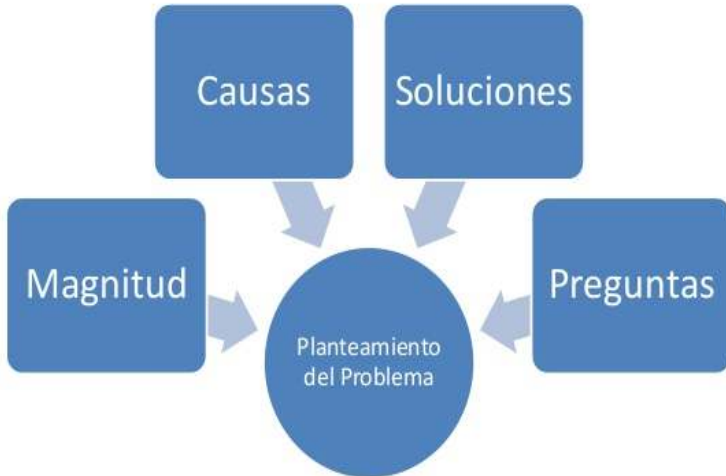 Causas
Soluciones
Magnitud
Preguntas
Planteamiento
del Problema